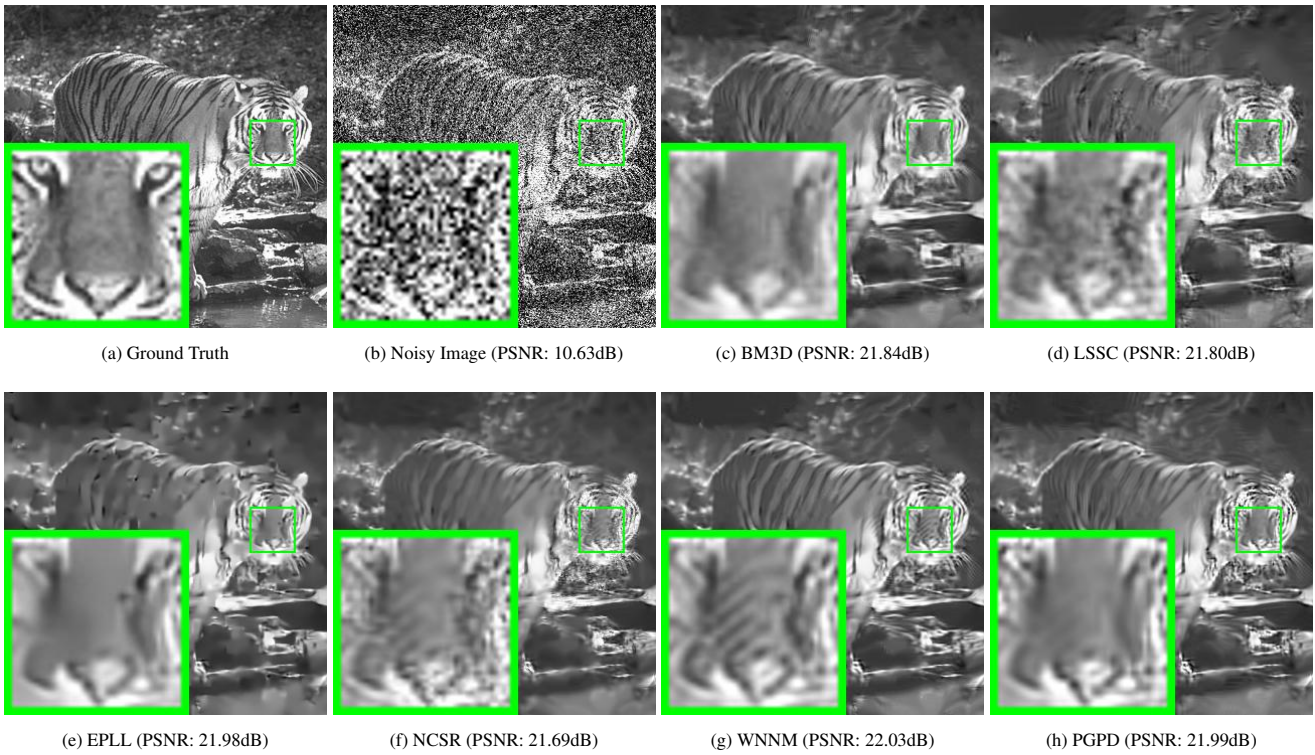 (a) Ground Truth
(b) Noisy Image (PSNR: 10.63dB)
(c) BM3D (PSNR: 21.84dB)
(d) LSSC (PSNR: 21.80dB)
(e) EPLL (PSNR: 21.98dB)
(f) NCSR (PSNR: 21.69dB)
(g) WNNM (PSNR: 22.03dB)
(h) PGPD (PSNR: 21.99dB)